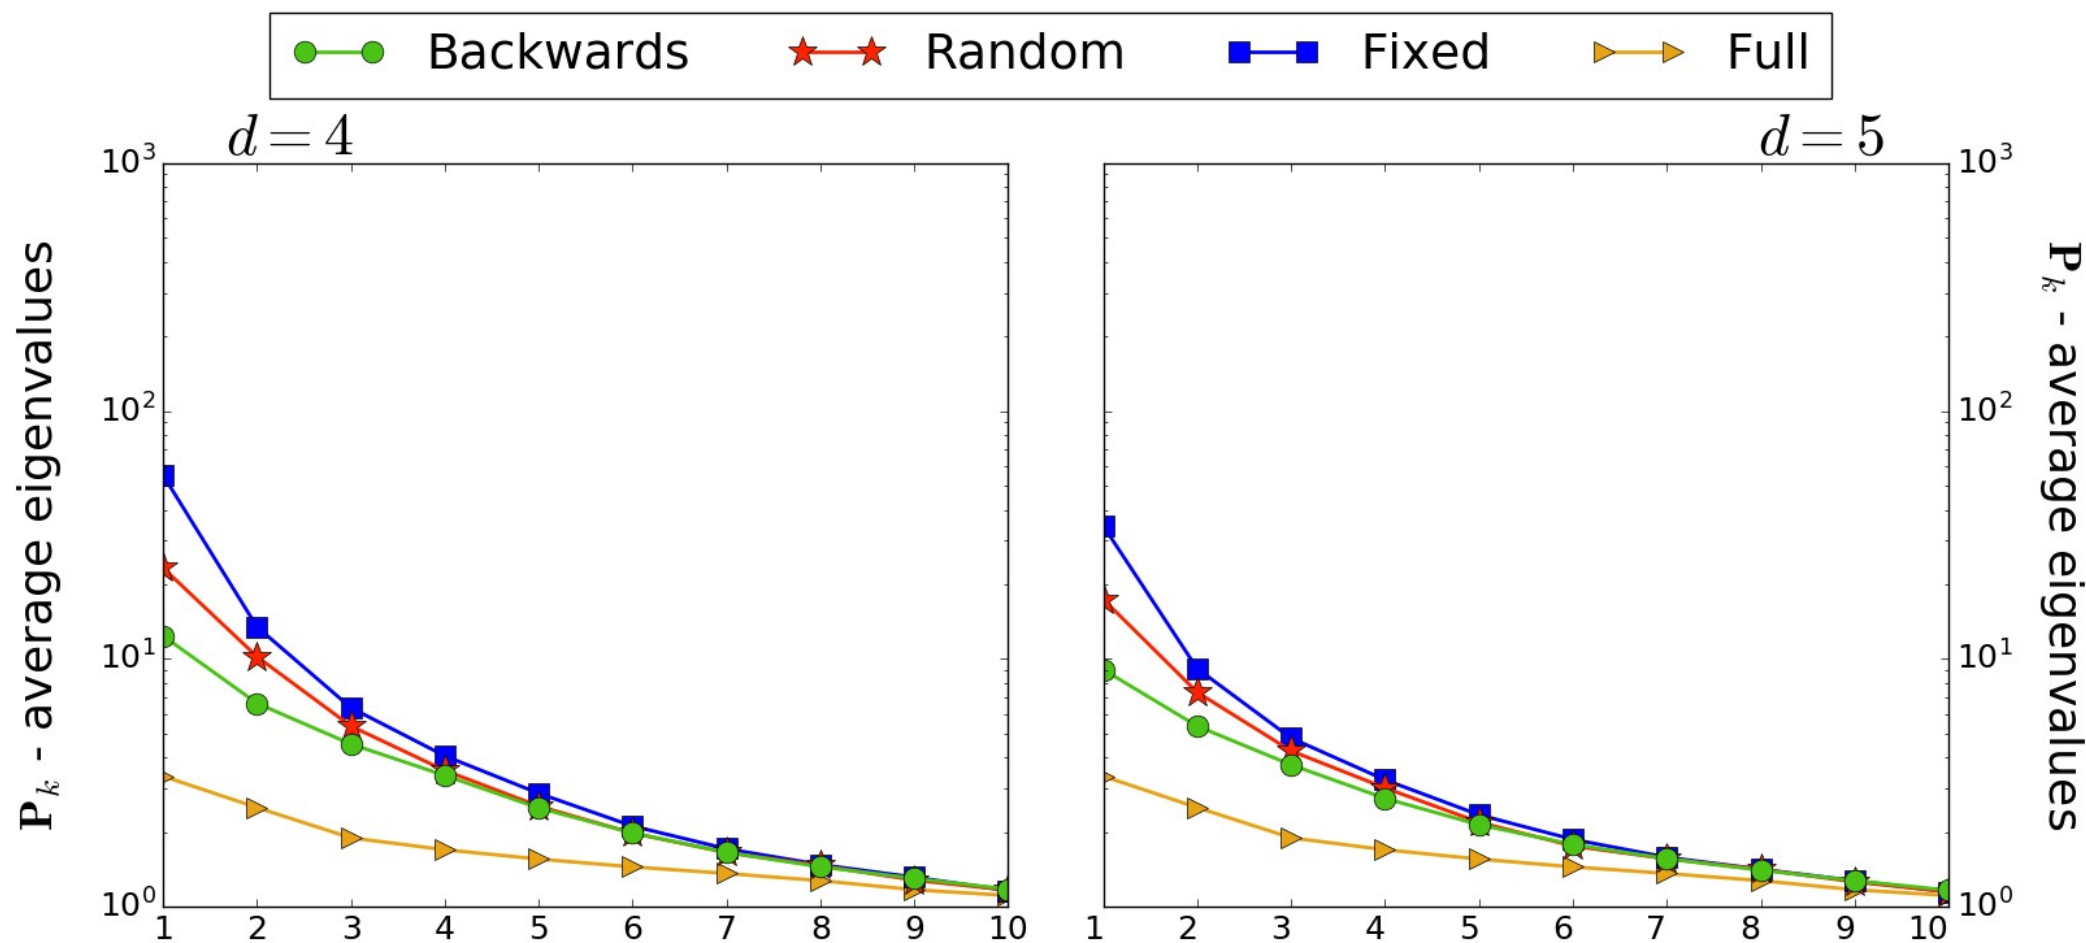 Backwards Random Fixed Full
d = 4
d = 5
10³
10²
10¹
10⁰
P_k - average eigenvalues
1 2 3 4 5 6 7 8 9 10
10³
10²
10¹
10⁰
P_k - average eigenvalues
1 2 3 4 5 6 7 8 9 10